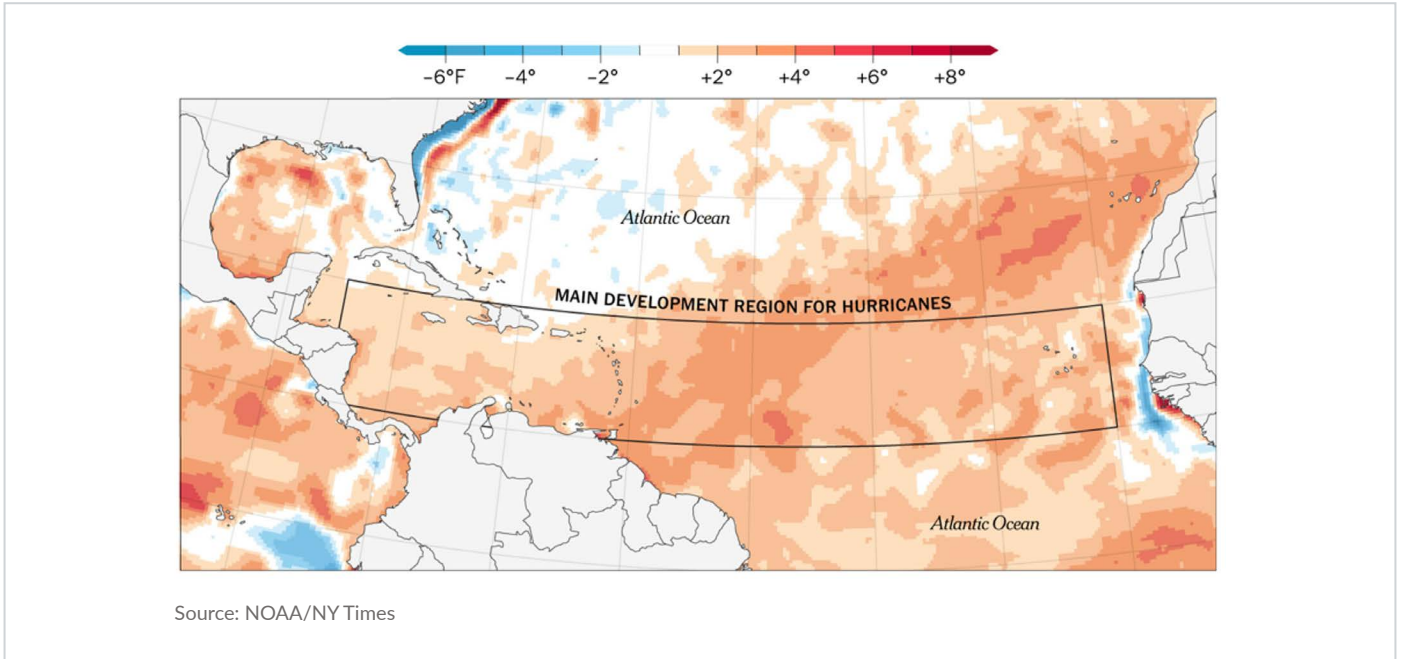 −6°F −4° −2° +2° +4° +6° +8°
Atlantic Ocean
MAIN DEVELOPMENT REGION FOR HURRICANES
Atlantic Ocean
Source: NOAA/NY Times